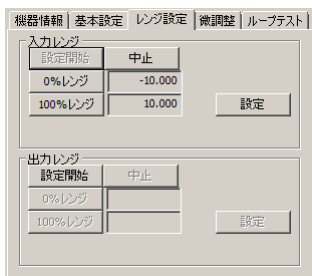 機器情報 基本設定 レンジ設定 微調整 ループテスト
入力レンジ
設定開始 中止
0%レンジ -10.000
100%レンジ 10.000 設定
出力レンジ
設定開始 中止
0%レンジ
100%レンジ 設定